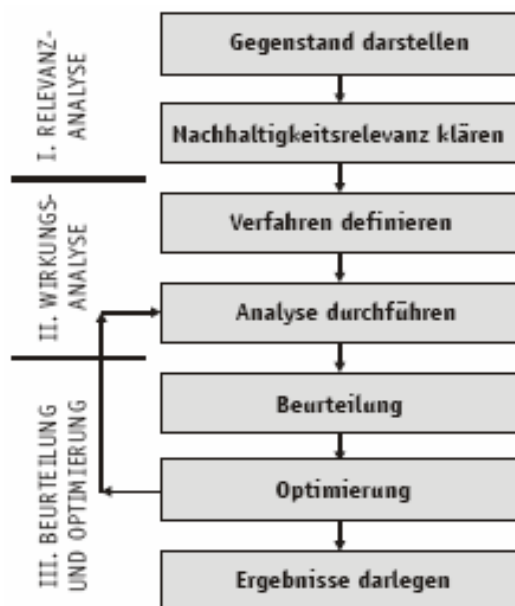 I. RELEVANZ-
ANALYSE
Gegenstand darstellen
Nachhaltigkeitsrelevanz klären
II. WIRKUNGS-
ANALYSE
Verfahren definieren
Analyse durchführen
III. BEURTEILUNG
UND OPTIMIERUNG
Beurteilung
Optimierung
Ergebnisse darlegen